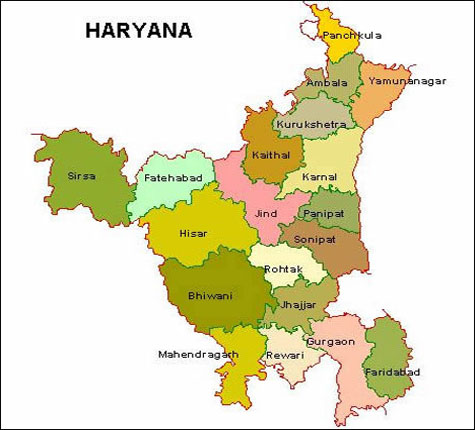 HARYANA
Panchkula
Ambala
Yamunanagar
Kurukshetra
Kaithal
Karnal
Sirsa
Fatehabad
Jind
Panipat
Hisar
Sonipat
Rohtak
Bhiwani
Jhajjar
Gurgaon
Mahendragarh
Rewari
Faridabad